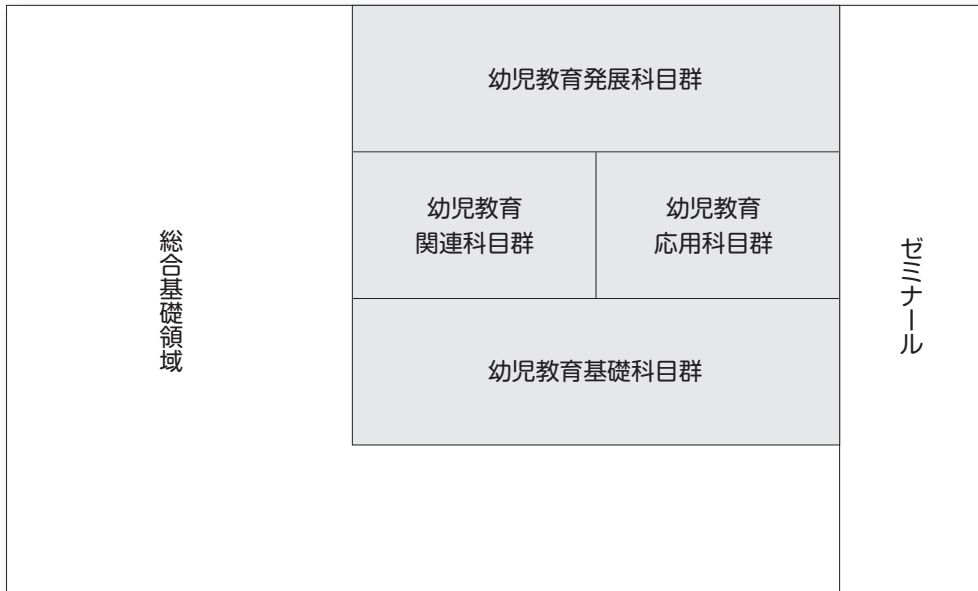 幼児教育発展科目群
幼児教育
関連科目群
幼児教育
応用科目群
幼児教育基礎科目群
総合基礎領域
ゼミナール